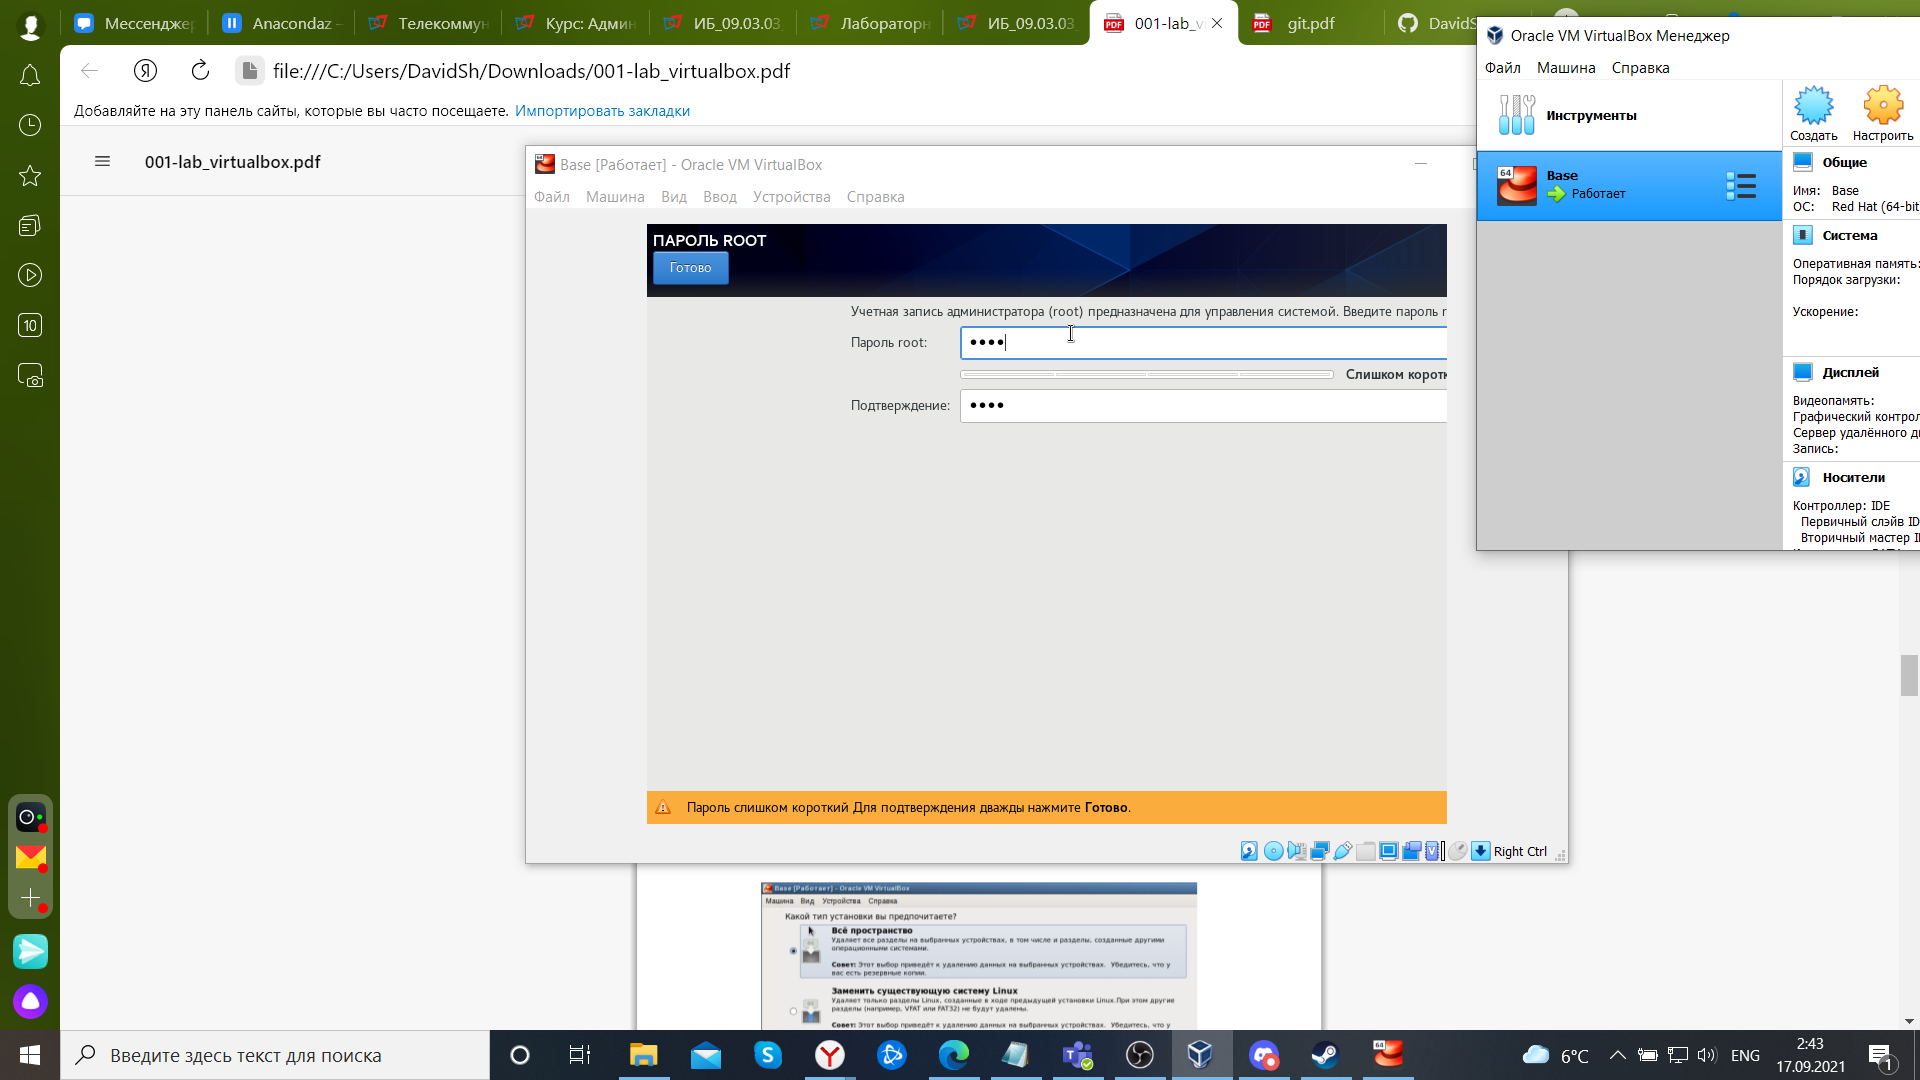 Мессендже
Anacondaz -
Телекоммун
Курс: Админ
ИБ_09.03.03
Лабораторн
ИБ_09.03.03
001-lab_v
git.pdf
DavidS
file:///C:/Users/DavidSh/Downloads/001-lab_virtualbox.pdf
Добавляйте на эту панель сайты, которые вы часто посещаете. Импортировать закладки
001-lab_virtualbox.pdf
10
Base [Работает] - Oracle VM VirtualBox
Файл Машина Вид Ввод Устройства Справка
ПАРОЛЬ ROOT
Готово
Учетная запись администратора (root) предназначена для управления системой. Введите пароль r
Пароль root:
Слишком коротк
Подтверждение:
Пароль слишком короткий Для подтверждения дважды нажмите Готово.
Right Ctrl
Oracle VM VirtualBox Менеджер
Файл Машина Справка
Инструменты
Создать
Настроить
64
Base
Работает
Общие
Имя: Base
ОС: Red Hat (64-bit
Система
Оперативная память:
Порядок загрузки:
Ускорение:
Дисплей
Видеопамять:
Графический контрол
Сервер удалённого д
Запись:
Носители
Контроллер: IDE
Первичный слэйв ID
Вторичный мастер I
Base [Работает] - Oracle VM VirtualBox
Машина Вид Устройства Справка
Какой тип установки вы предпочитаете?
Всё пространство
Удаляет все разделы на выбранных устройствах, в том числе и разделы, созданные другими
операционными системами.
Совет: Этот выбор приведёт к удалению данных на выбранных устройствах. Убедитесь, что у
вас есть резервные копии.
Заменить существующую систему Linux
Удаляет только разделы Linux, созданные в ходе предыдущей установки Linux.При этом другие
разделы (например, VFAT или FAT32) не будут удалены.
Совет: Этот выбор приведёт к удалению данных на выбранных устройствах. Убедитесь, что у
Введите здесь текст для поиска
6°C
ENG
2:43
17.09.2021
1